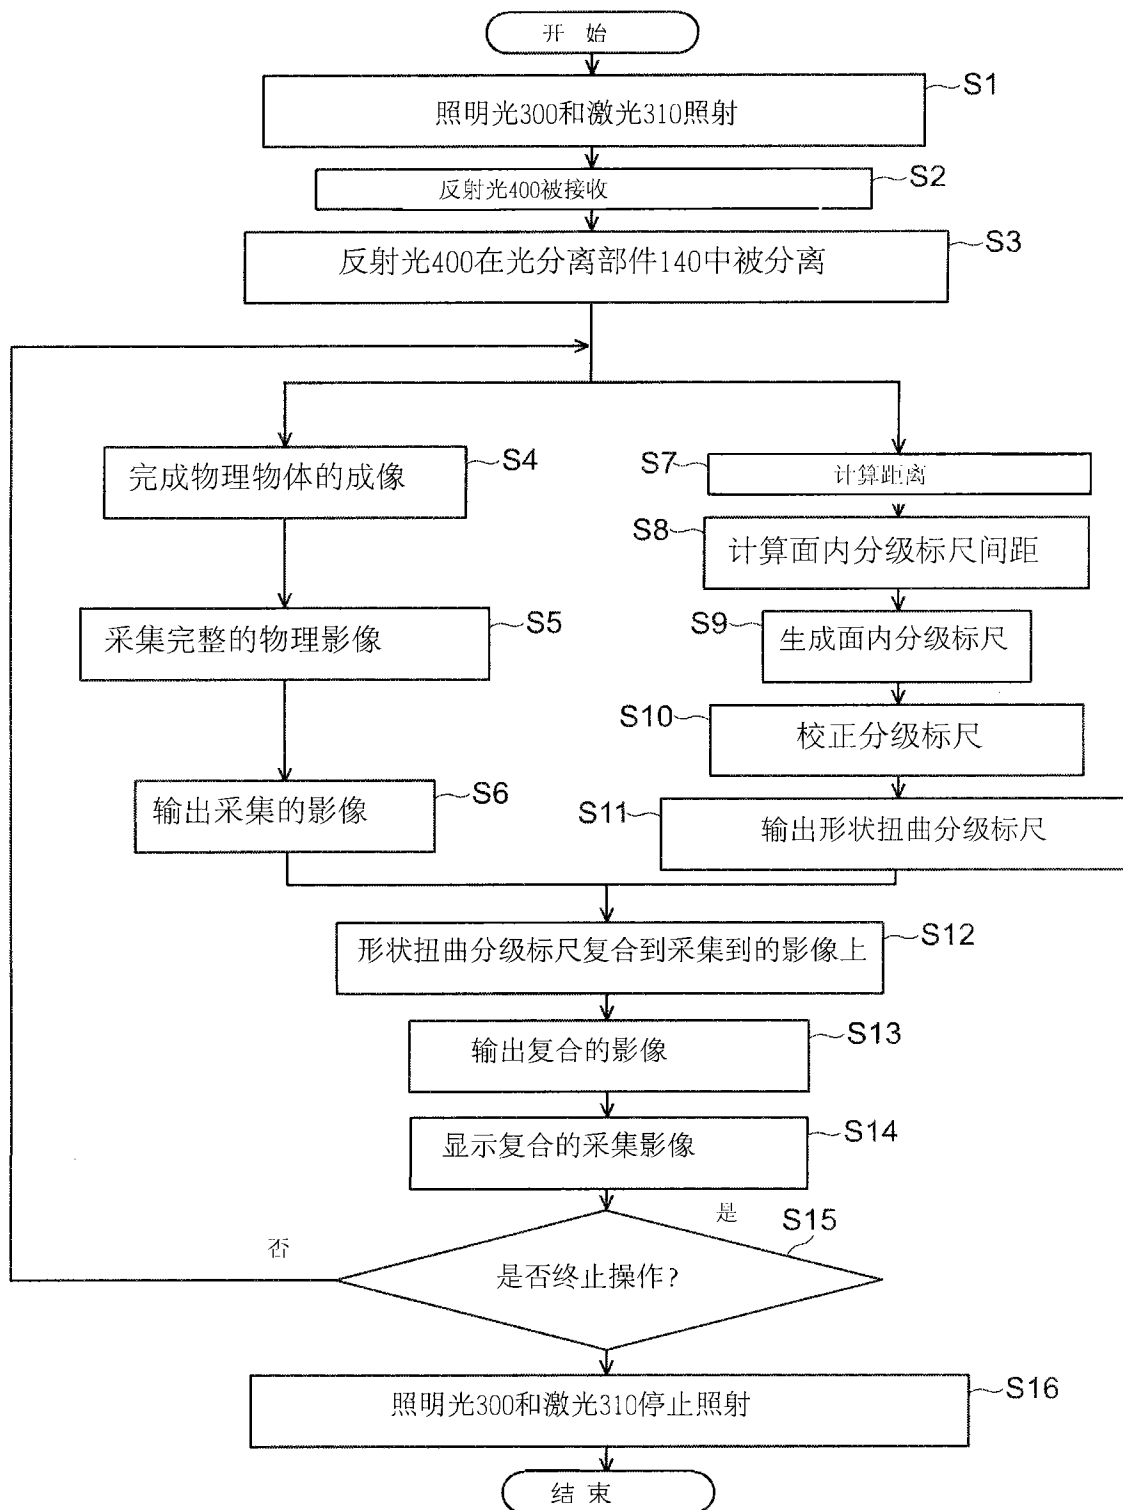 开 始
S1
照明光300和激光310照射
S2
反射光400被接收
S3
反射光400在光分离部件140中被分离
S4
完成物理物体的成像
S7
计算距离
S8
计算面内分级标尺间距
S5
采集完整的物理影像
S9
生成面内分级标尺
S10
校正分级标尺
S6
输出采集的影像
S11
输出形状扭曲分级标尺
S12
形状扭曲分级标尺复合到采集到的影像上
S13
输出复合的影像
S14
显示复合的采集影像
是
S15
否
是否终止操作?
S16
照明光300和激光310停止照射
结 束